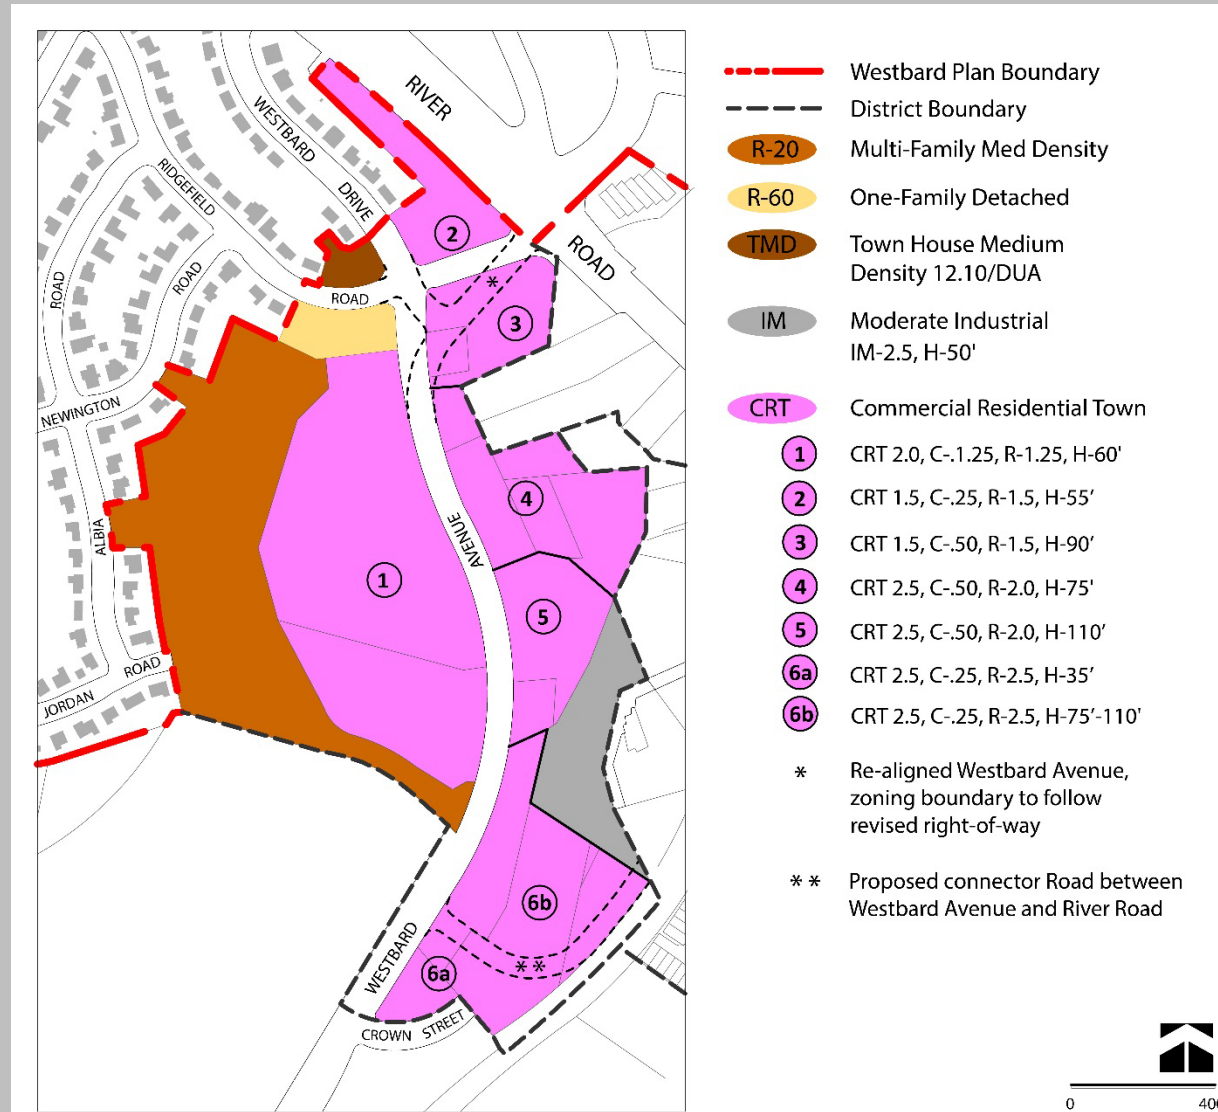 RIVER
ROAD
WESTBARD
DRIVE
RIDGEFIELD
ROAD
ROAD
ROAD
NEWINGTON
ALBIA
ROAD
JORDAN
AVENUE
WESTBARD
CROWN STREET
2
*
3
4
1
5
6b
6a
* *
Westbard Plan Boundary
District Boundary
R-20 Multi-Family Med Density
R-60 One-Family Detached
TMD Town House Medium
Density 12.10/DUA
IM Moderate Industrial
IM-2.5, H-50'
CRT Commercial Residential Town
1 CRT 2.0, C-.1.25, R-1.25, H-60'
2 CRT 1.5, C-.25, R-1.5, H-55’
3 CRT 1.5, C-.50, R-1.5, H-90’
4 CRT 2.5, C-.50, R-2.0, H-75'
5 CRT 2.5, C-.50, R-2.0, H-110’
6a CRT 2.5, C-.25, R-2.5, H-35’
6b CRT 2.5, C-.25, R-2.5, H-75’-110'
* Re-aligned Westbard Avenue,
zoning boundary to follow
revised right-of-way
* * Proposed connector Road between
Westbard Avenue and River Road
0